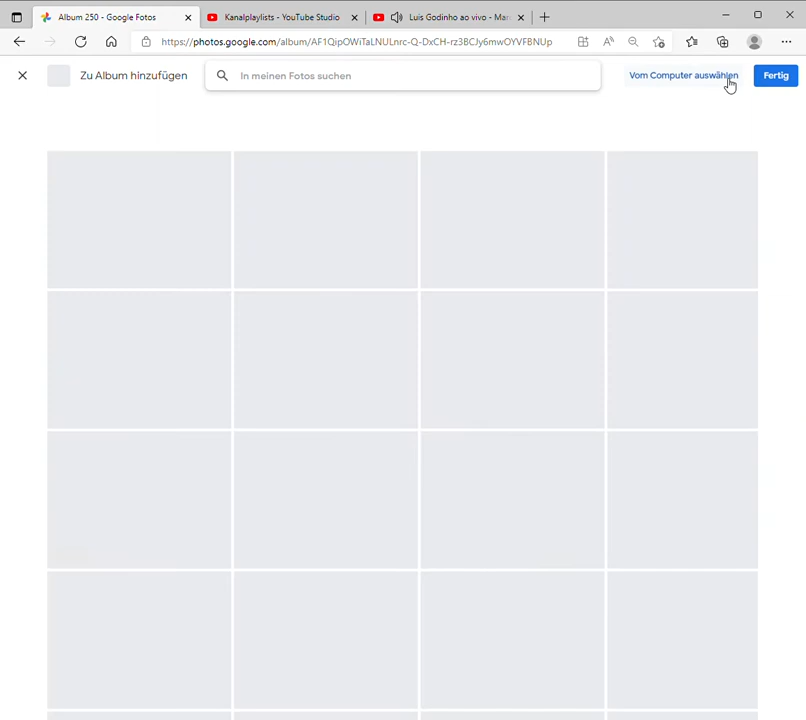 Album 250 - Google Fotos
Kanalplaylists - YouTube Studio
Luis Godinho ao vivo - Mar
https://photos.google.com/album/AF1QipOWiTaLNULnrc-Q-DxCH-rz3BCJy6mwOYVFBNUp
Zu Album hinzufügen
In meinen Fotos suchen
Vom Computer auswählen
Fertig